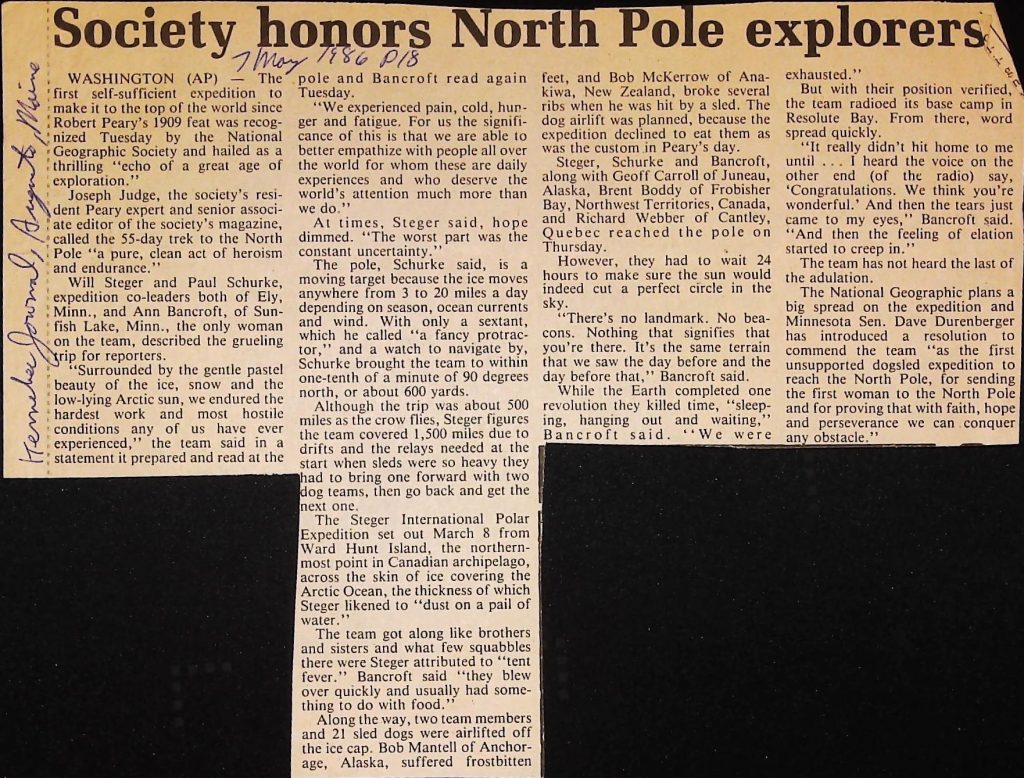 Society honors North Pole explorers
7 May 1986 P18
Kennebec Journal, Augusta, Maine
WASHINGTON (AP) — The
first self-sufficient expedition to
make it to the top of the world since
Robert Peary's 1909 feat was recog-
nized Tuesday by the National
Geographic Society and hailed as a
thrilling "echo of a great age of
exploration."
Joseph Judge, the society's resi-
dent Peary expert and senior associ-
ate editor of the society's magazine,
called the 55-day trek to the North
Pole "a pure, clean act of heroism
and endurance."
Will Steger and Paul Schurke,
expedition co-leaders both of Ely,
Minn., and Ann Bancroft, of Sun-
fish Lake, Minn., the only woman
on the team, described the grueling
trip for reporters.
"Surrounded by the gentle pastel
beauty of the ice, snow and the
low-lying Arctic sun, we endured the
hardest work and most hostile
conditions any of us have ever
experienced," the team said in a
statement it prepared and read at the
pole and Bancroft read again
Tuesday.
"We experienced pain, cold, hun-
ger and fatigue. For us the signifi-
cance of this is that we are able to
better empathize with people all over
the world for whom these are daily
experiences and who deserve the
world's attention much more than
we do."
At times, Steger said, hope
dimmed. "The worst part was the
constant uncertainty."
The pole, Schurke said, is a
moving target because the ice moves
anywhere from 3 to 20 miles a day
depending on season, ocean currents
and wind. With only a sextant,
which he called "a fancy protrac-
tor," and a watch to navigate by,
Schurke brought the team to within
one-tenth of a minute of 90 degrees
north, or about 600 yards.
Although the trip was about 500
miles as the crow flies, Steger figures
the team covered 1,500 miles due to
drifts and the relays needed at the
start when sleds were so heavy they
had to bring one forward with two
dog teams, then go back and get the
next one.
The Steger International Polar
Expedition set out March 8 from
Ward Hunt Island, the northern-
most point in Canadian archipelago,
across the skin of ice covering the
Arctic Ocean, the thickness of which
Steger likened to "dust on a pail of
water."
The team got along like brothers
and sisters and what few squabbles
there were Steger attributed to "tent
fever." Bancroft said "they blew
over quickly and usually had some-
thing to do with food."
Along the way, two team members
and 21 sled dogs were airlifted off
the ice cap. Bob Mantell of Anchor-
age, Alaska, suffered frostbitten
feet, and Bob McKerrow of Ana-
kiwa, New Zealand, broke several
ribs when he was hit by a sled. The
dog airlift was planned, because the
expedition declined to eat them as
was the custom in Peary's day.
Steger, Schurke and Bancroft,
along with Geoff Carroll of Juneau,
Alaska, Brent Boddy of Frobisher
Bay, Northwest Territories, Canada,
and Richard Webber of Cantley,
Quebec reached the pole on
Thursday.
However, they had to wait 24
hours to make sure the sun would
indeed cut a perfect circle in the
sky.
"There's no landmark. No bea-
cons. Nothing that signifies that
you're there. It's the same terrain
that we saw the day before and the
day before that," Bancroft said.
While the Earth completed one
revolution they killed time, "sleep-
ing, hanging out and waiting,"
Bancroft said. "We were
exhausted."
But with their position verified,
the team radioed its base camp in
Resolute Bay. From there, word
spread quickly.
"It really didn't hit home to me
until . . . I heard the voice on the
other end (of the radio) say,
'Congratulations. We think you're
wonderful.' And then the tears just
came to my eyes," Bancroft said.
"And then the feeling of elation
started to creep in."
The team has not heard the last of
the adulation.
The National Geographic plans a
big spread on the expedition and
Minnesota Sen. Dave Durenberger
has introduced a resolution to
commend the team "as the first
unsupported dogsled expedition to
reach the North Pole, for sending
the first woman to the North Pole
and for proving that with faith, hope
and perseverance we can conquer
any obstacle."